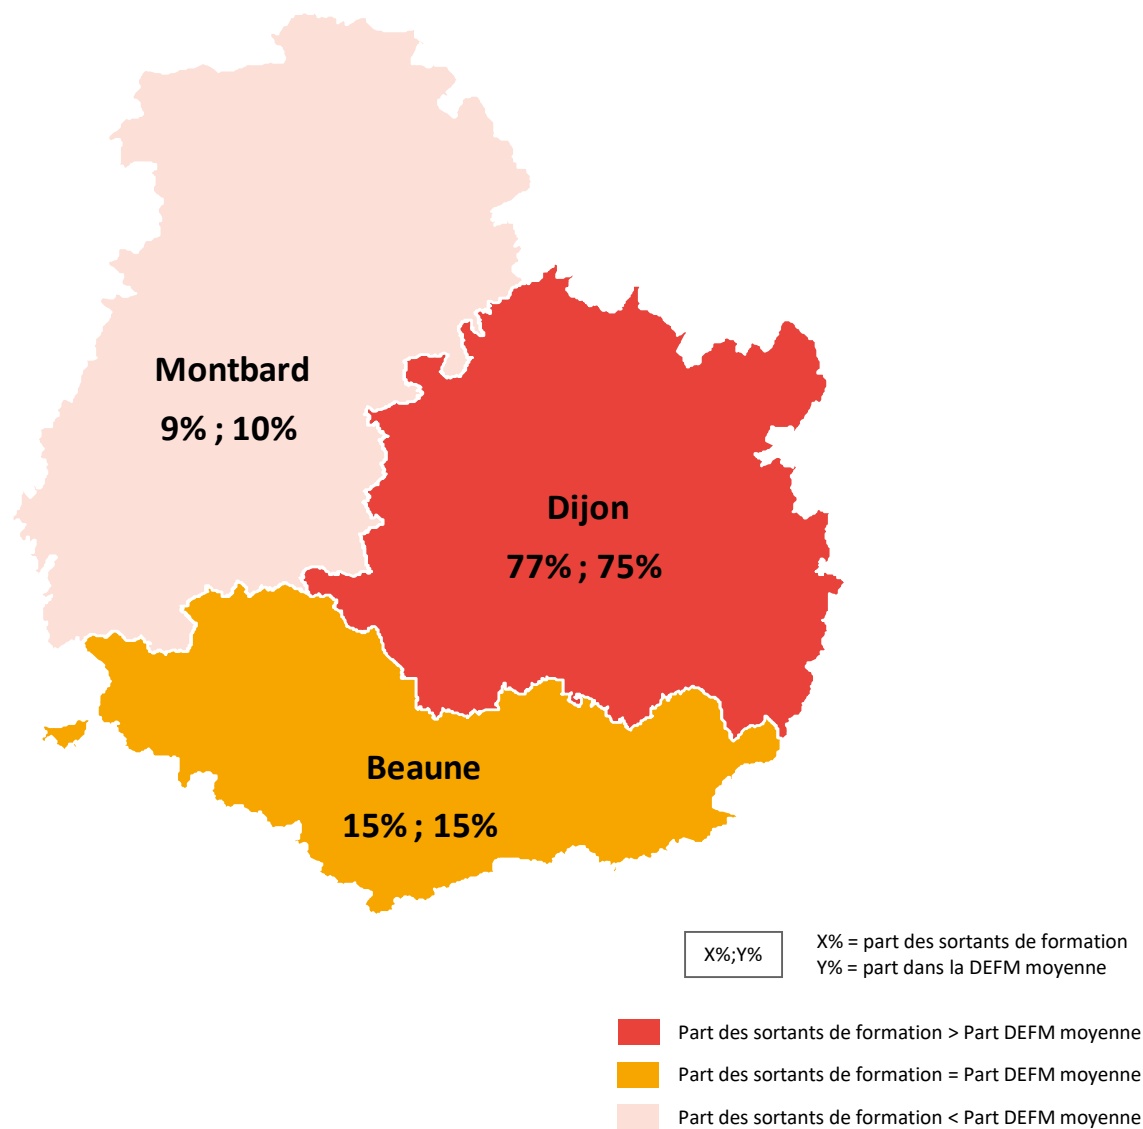 Montbard
9% ; 10%
Dijon
77% ; 75%
Beaune
15% ; 15%
X%;Y%
X% = part des sortants de formation
Y% = part dans la DEFM moyenne
Part des sortants de formation > Part DEFM moyenne
Part des sortants de formation = Part DEFM moyenne
Part des sortants de formation < Part DEFM moyenne